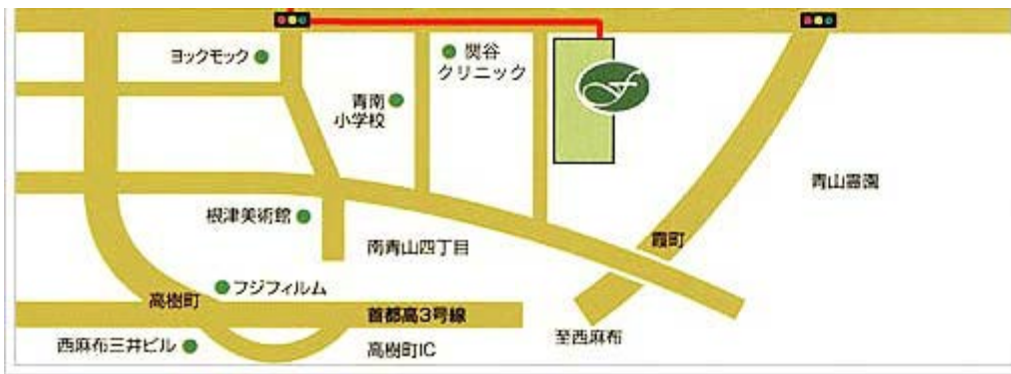 ヨックモック
関谷
クリニック
青南
小学校
青山霊園
根津美術館
南青山四丁目
霞町
フジフィルム
高樹町
首都高3号線
至西麻布
西麻布三井ビル
高樹町IC